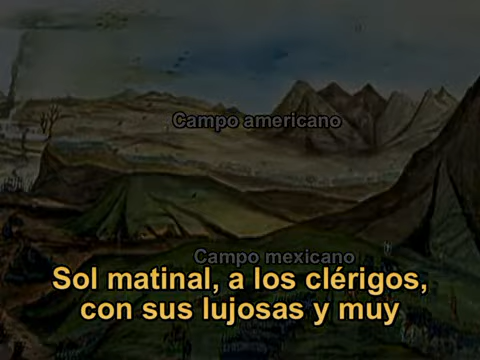 Campo americano
Campo mexicano
Sol matinal, a los clérigos,
con sus lujosas y muy